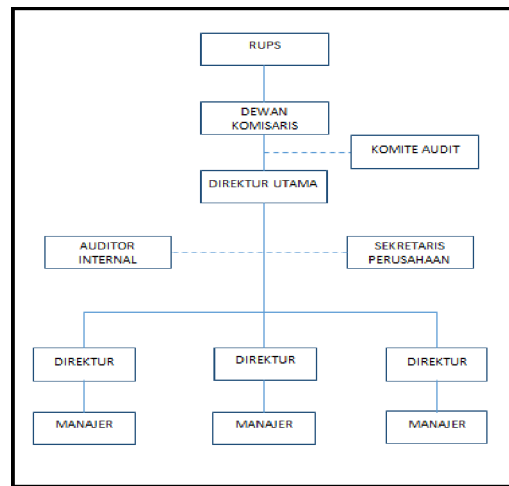 RUPS
DEWAN
KOMISARIS
KOMITE AUDIT
DIREKTUR UTAMA
AUDITOR
INTERNAL
SEKRETARIS
PERUSAHAAN
DIREKTUR
DIREKTUR
DIREKTUR
MANAJER
MANAJER
MANAJER